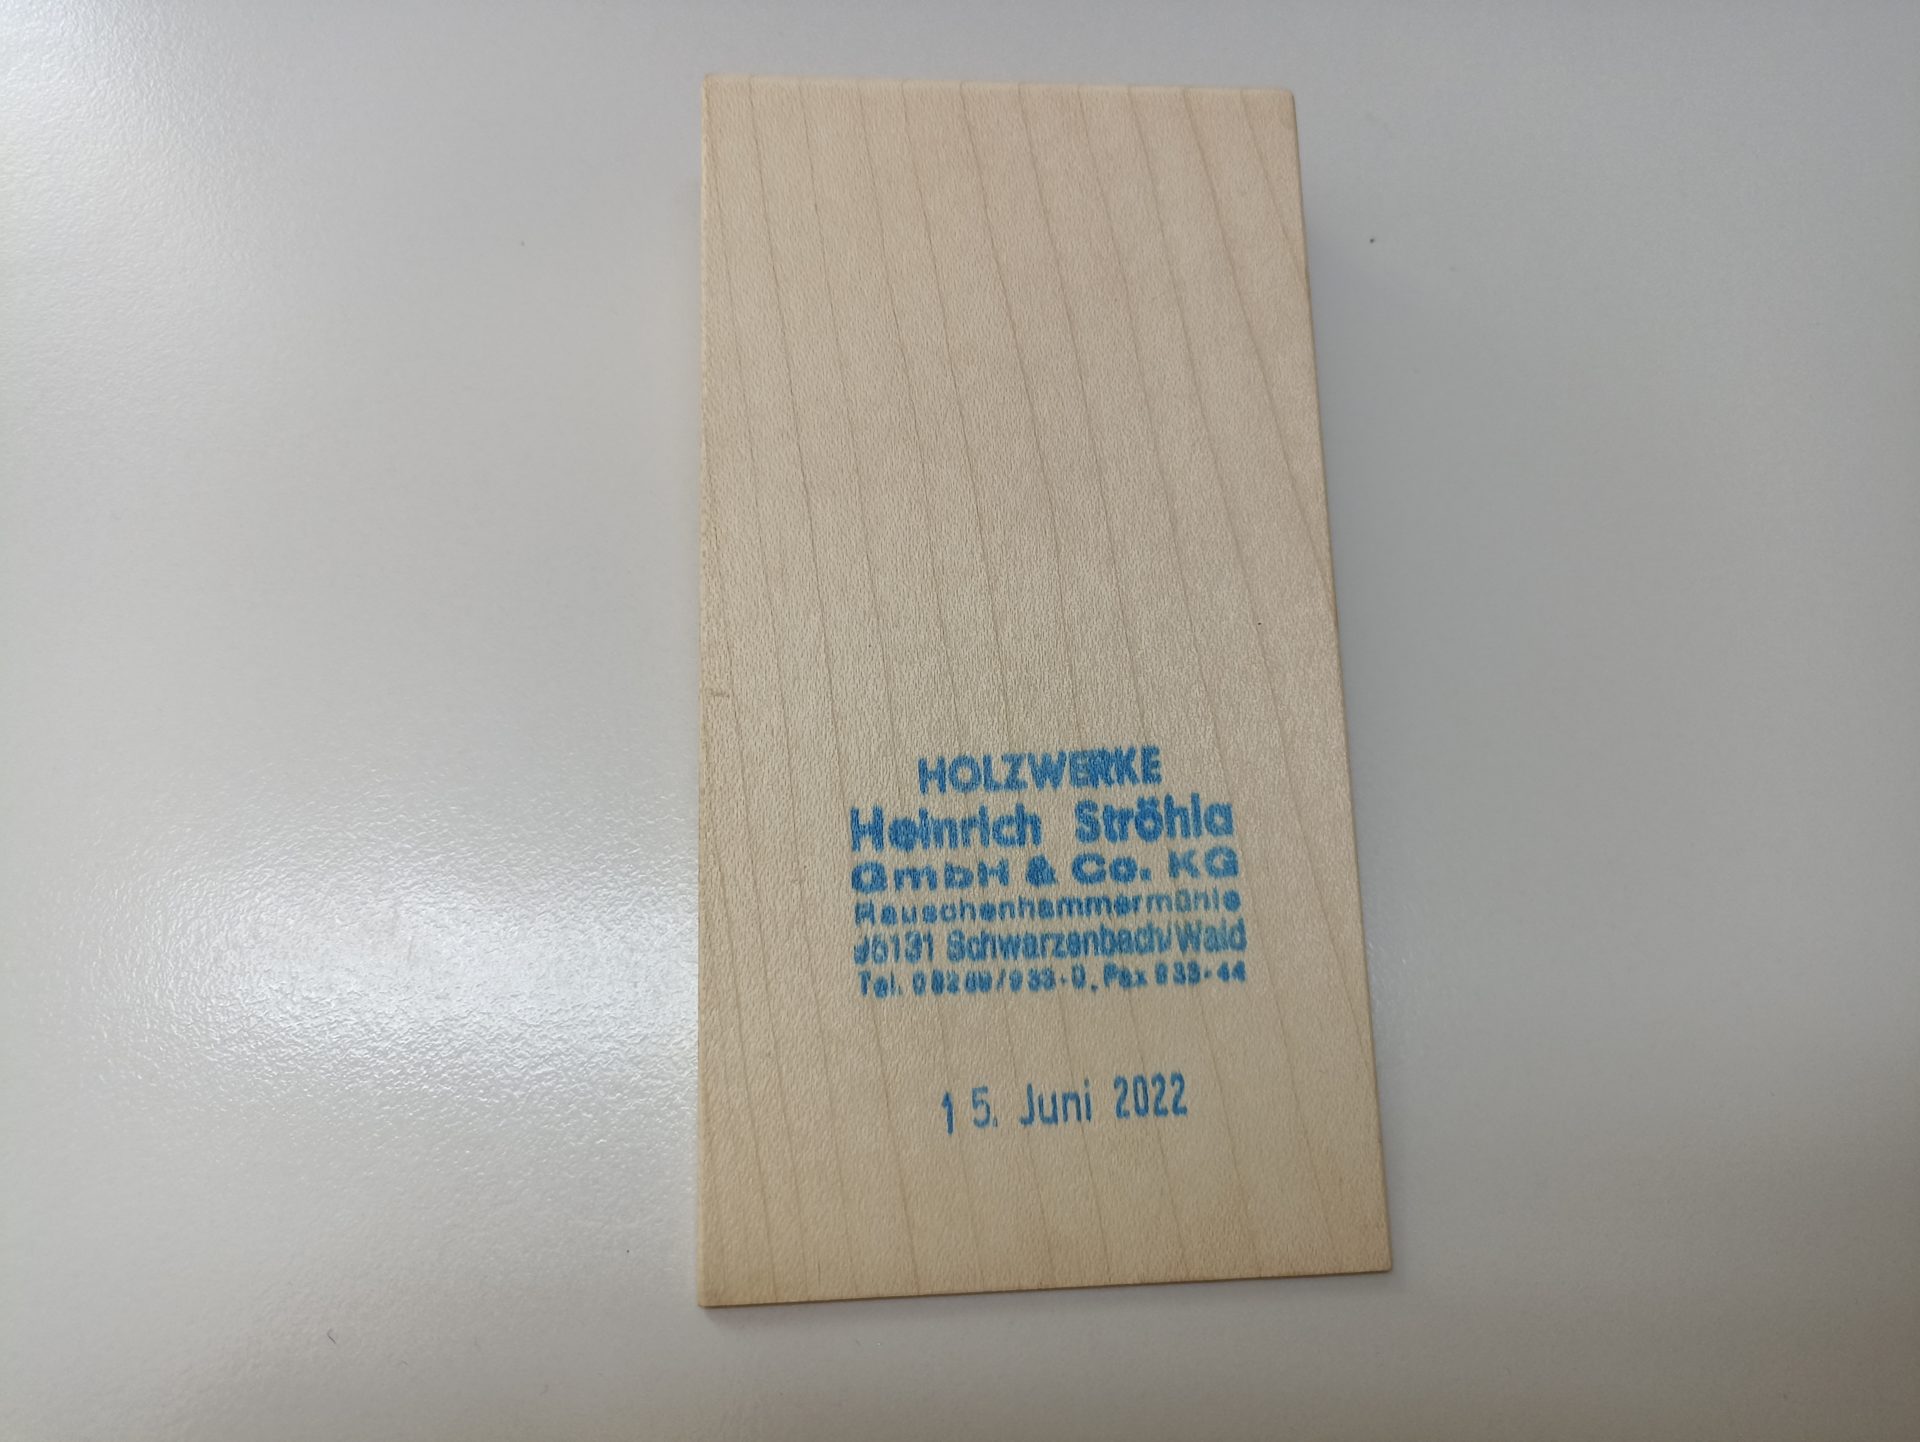 HOLZWERKE
Heinrich Ströhla
GmbH & Co. KG
Rauschenhammermühle
95131 Schwarzenbach/Wald
Tel. 09289/933-0, Fax 933-44
15. Juni 2022